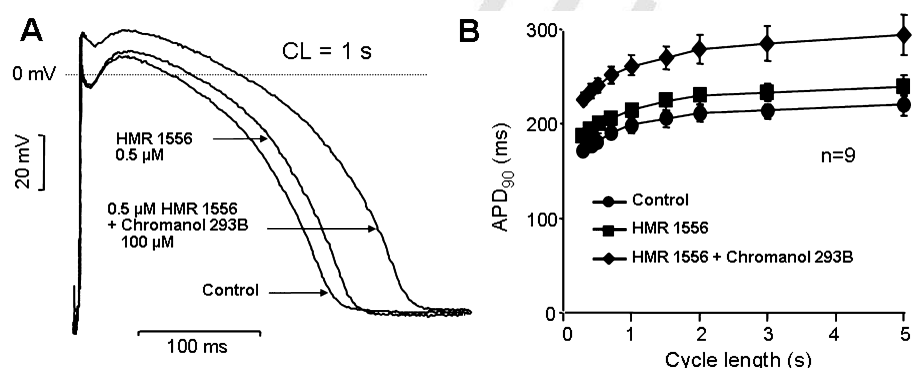 A
CL = 1 s
0 mV
20 mV
HMR 1556
0.5 µM
0.5 µM HMR 1556
+ Chromanol 293B
100 µM
Control
100 ms
B
300
200
100
0
APD90 (ms)
n=9
Control
HMR 1556
HMR 1556 + Chromanol 293B
0 1 2 3 4 5
Cycle length (s)